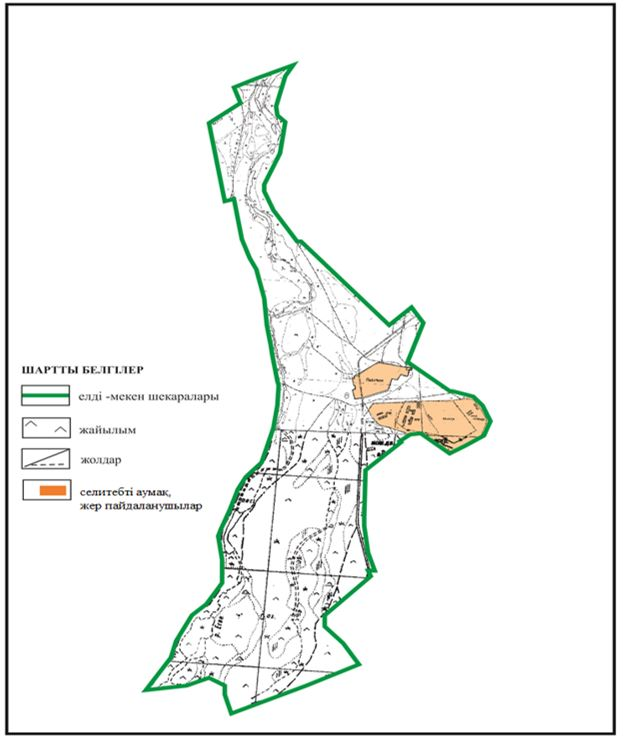 ШАРТТЫ БЕЛГІЛЕР
елді -мекен шекаралары
жайылым
жолдар
селитебті аумақ,
жер пайдаланушылар